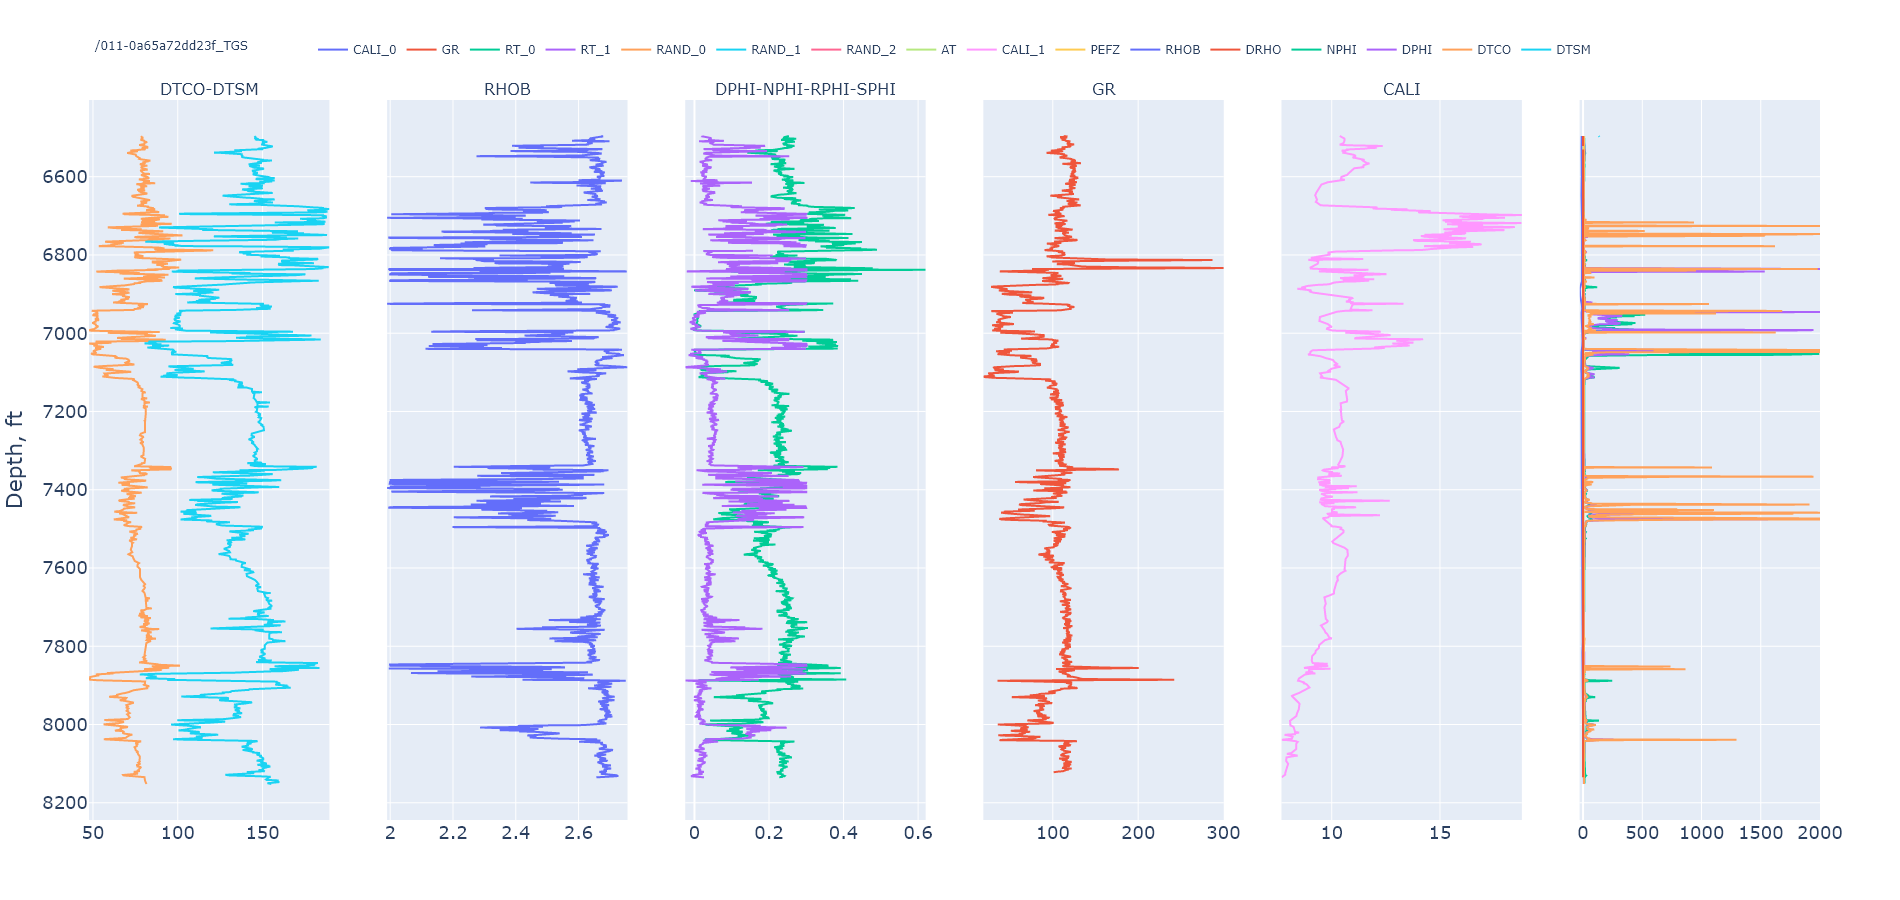 /011-0a65a72dd23f_TGS
CALI_0 GR RT_0 RT_1 RAND_0 RAND_1 RAND_2 AT CALI_1 PEFZ RHOB DRHO NPHI DPHI DTCO DTSM
DTCO-DTSM RHOB DPHI-NPHI-RPHI-SPHI GR CALI
Depth, ft
6600
6800
7000
7200
7400
7600
7800
8000
8200
50 100 150 2 2.2 2.4 2.6 0 0.2 0.4 0.6 100 200 300 10 15 0 500 1000 1500 2000